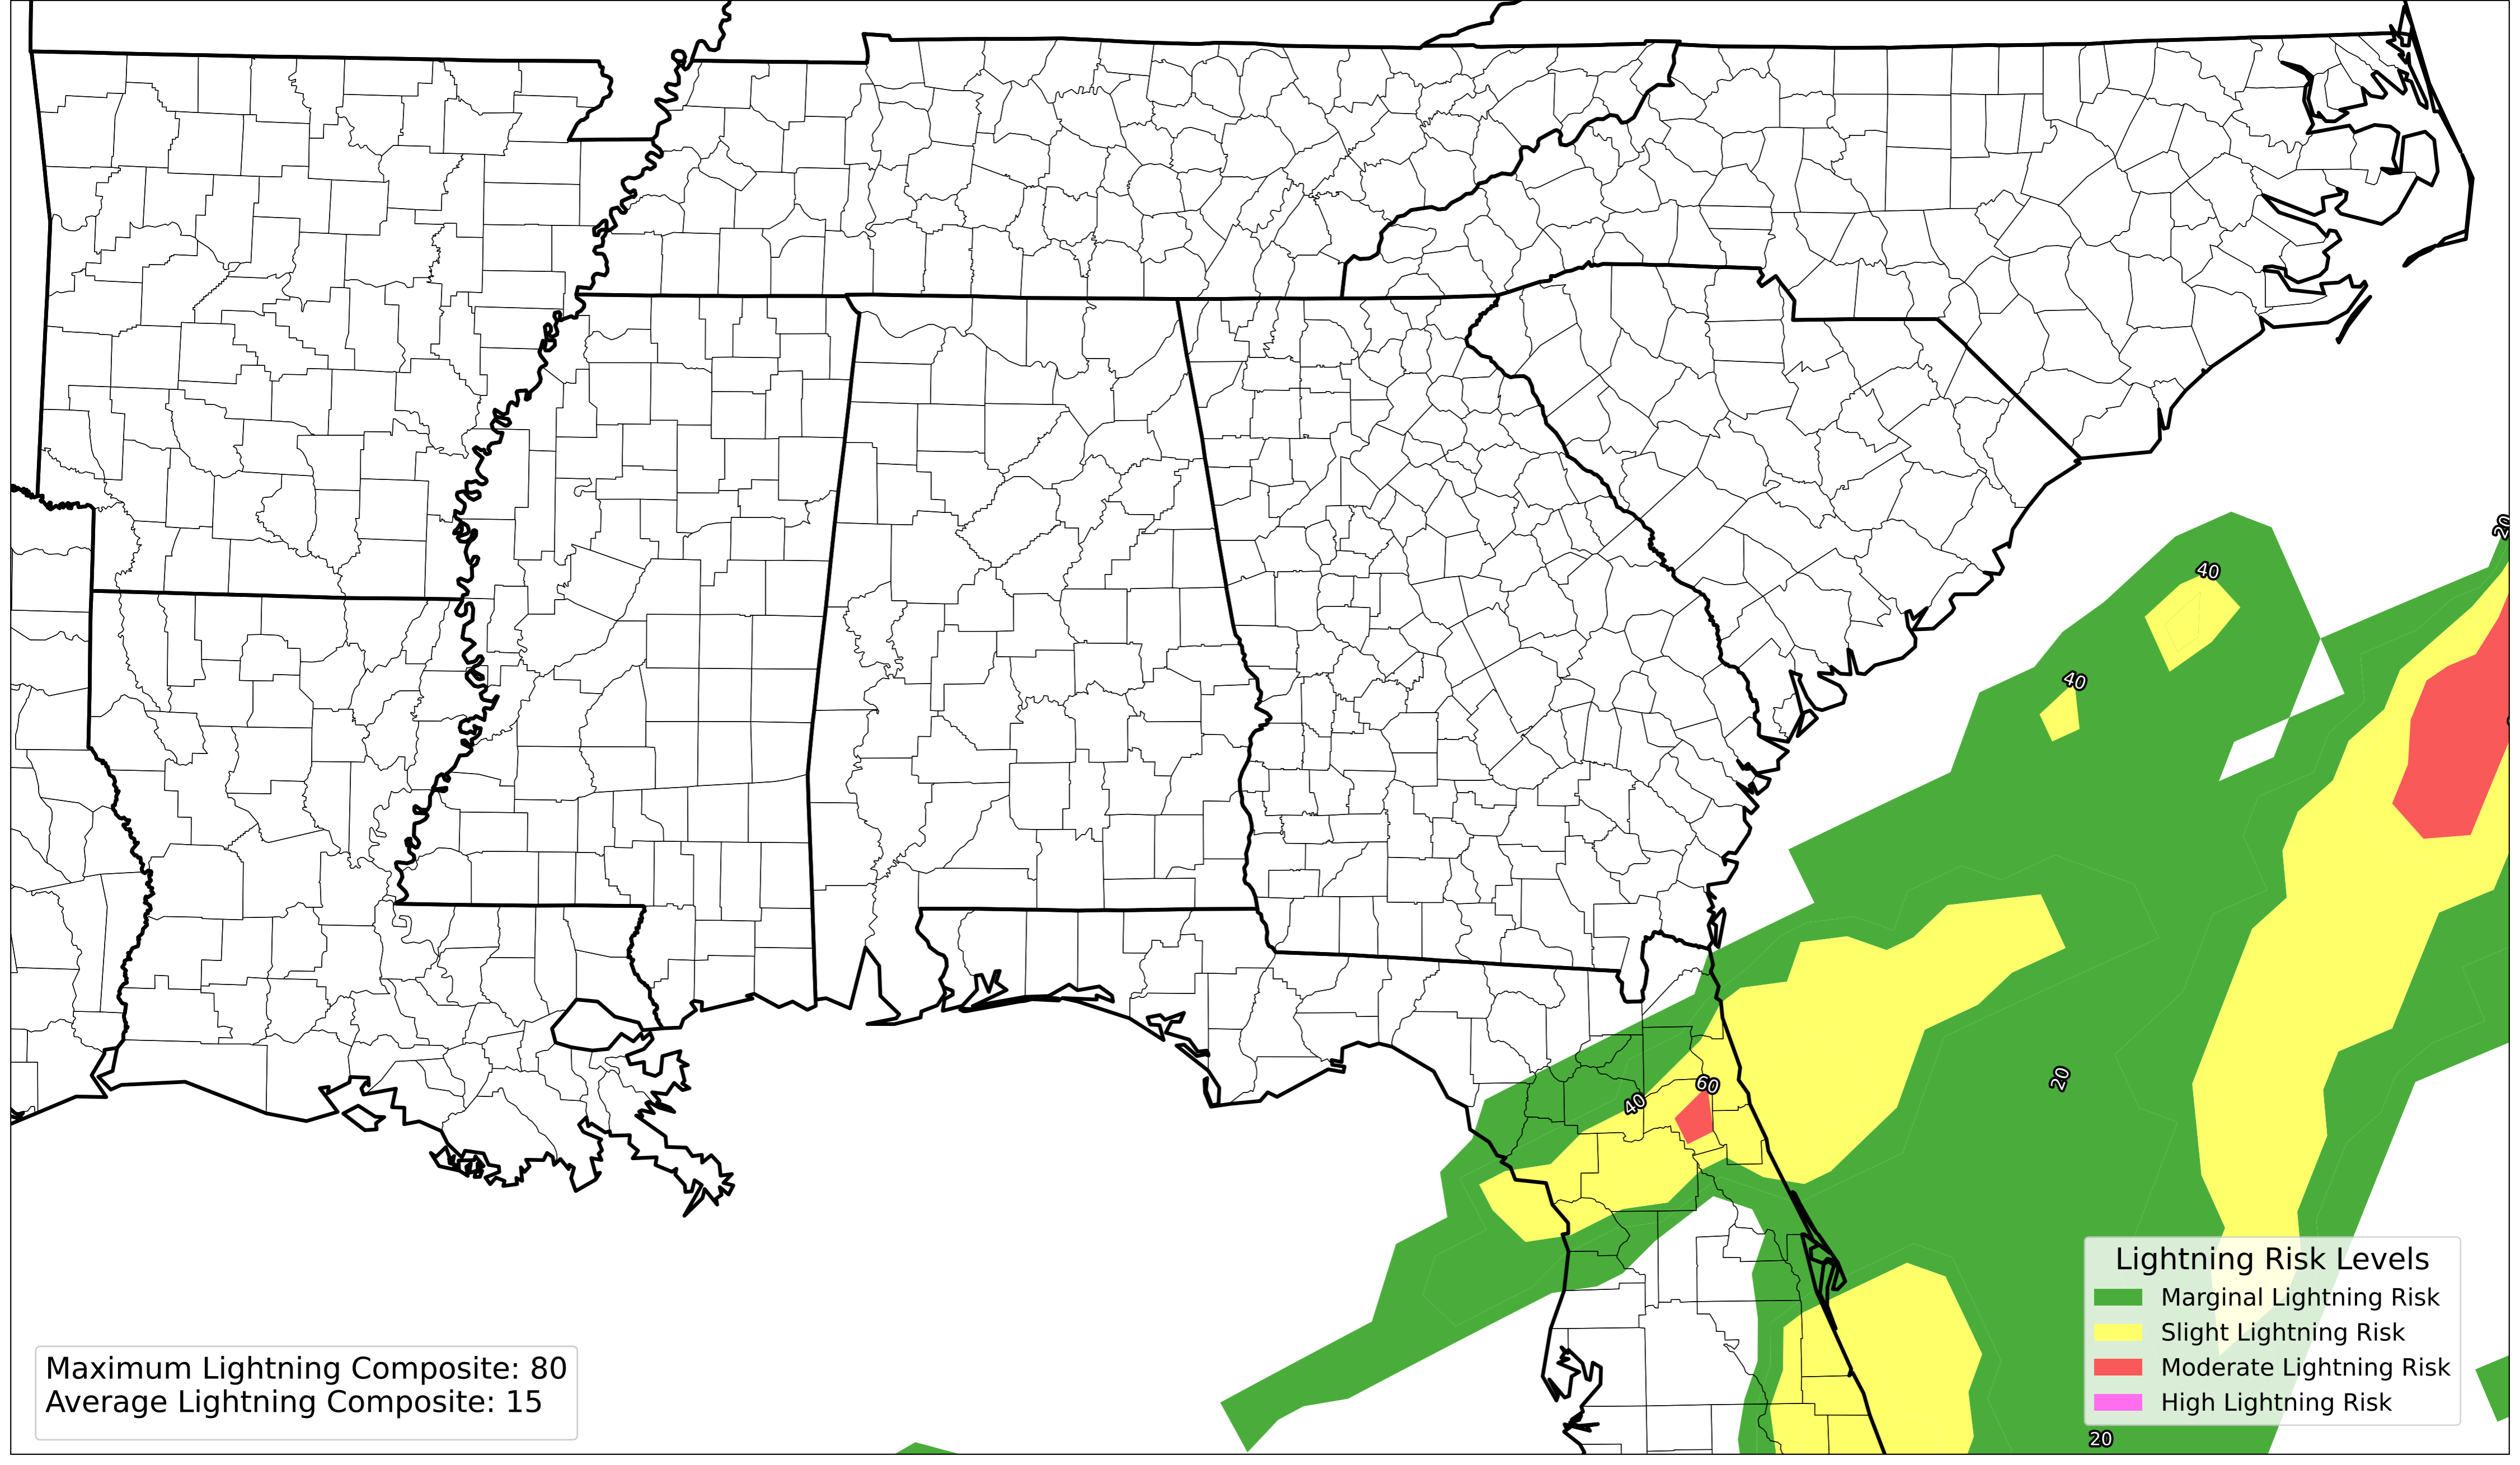 20
40
40
60
40
20
20
Lightning Risk Levels
Marginal Lightning Risk
Slight Lightning Risk
Moderate Lightning Risk
High Lightning Risk
Maximum Lightning Composite: 80
Average Lightning Composite: 15